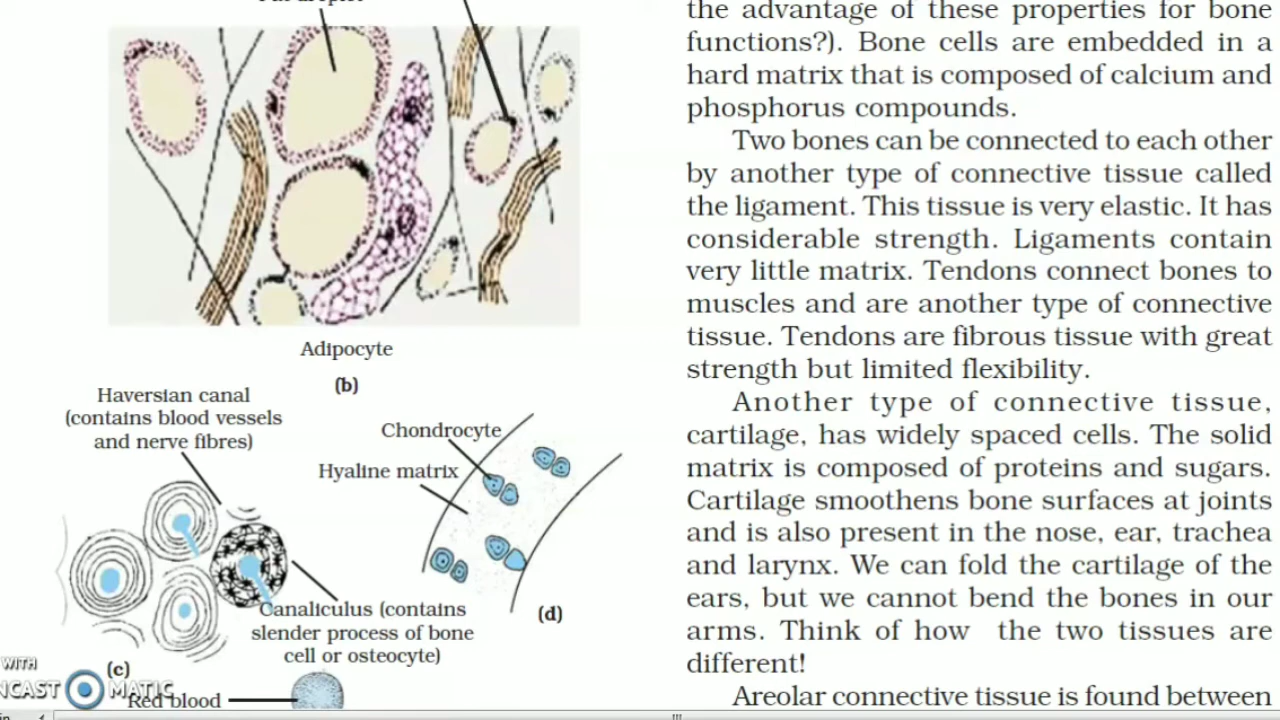 Fat droplet
Adipocyte
(b)
Haversian canal
(contains blood vessels
and nerve fibres)
Chondrocyte
Hyaline matrix
Canaliculus (contains
slender process of bone
cell or osteocyte)
(d)
(c)
Red blood
WITH
NCAST MATIC
the advantage of these properties for bone
functions?). Bone cells are embedded in a
hard matrix that is composed of calcium and
phosphorus compounds.
Two bones can be connected to each other
by another type of connective tissue called
the ligament. This tissue is very elastic. It has
considerable strength. Ligaments contain
very little matrix. Tendons connect bones to
muscles and are another type of connective
tissue. Tendons are fibrous tissue with great
strength but limited flexibility.
Another type of connective tissue,
cartilage, has widely spaced cells. The solid
matrix is composed of proteins and sugars.
Cartilage smoothens bone surfaces at joints
and is also present in the nose, ear, trachea
and larynx. We can fold the cartilage of the
ears, but we cannot bend the bones in our
arms. Think of how the two tissues are
different!
Areolar connective tissue is found between